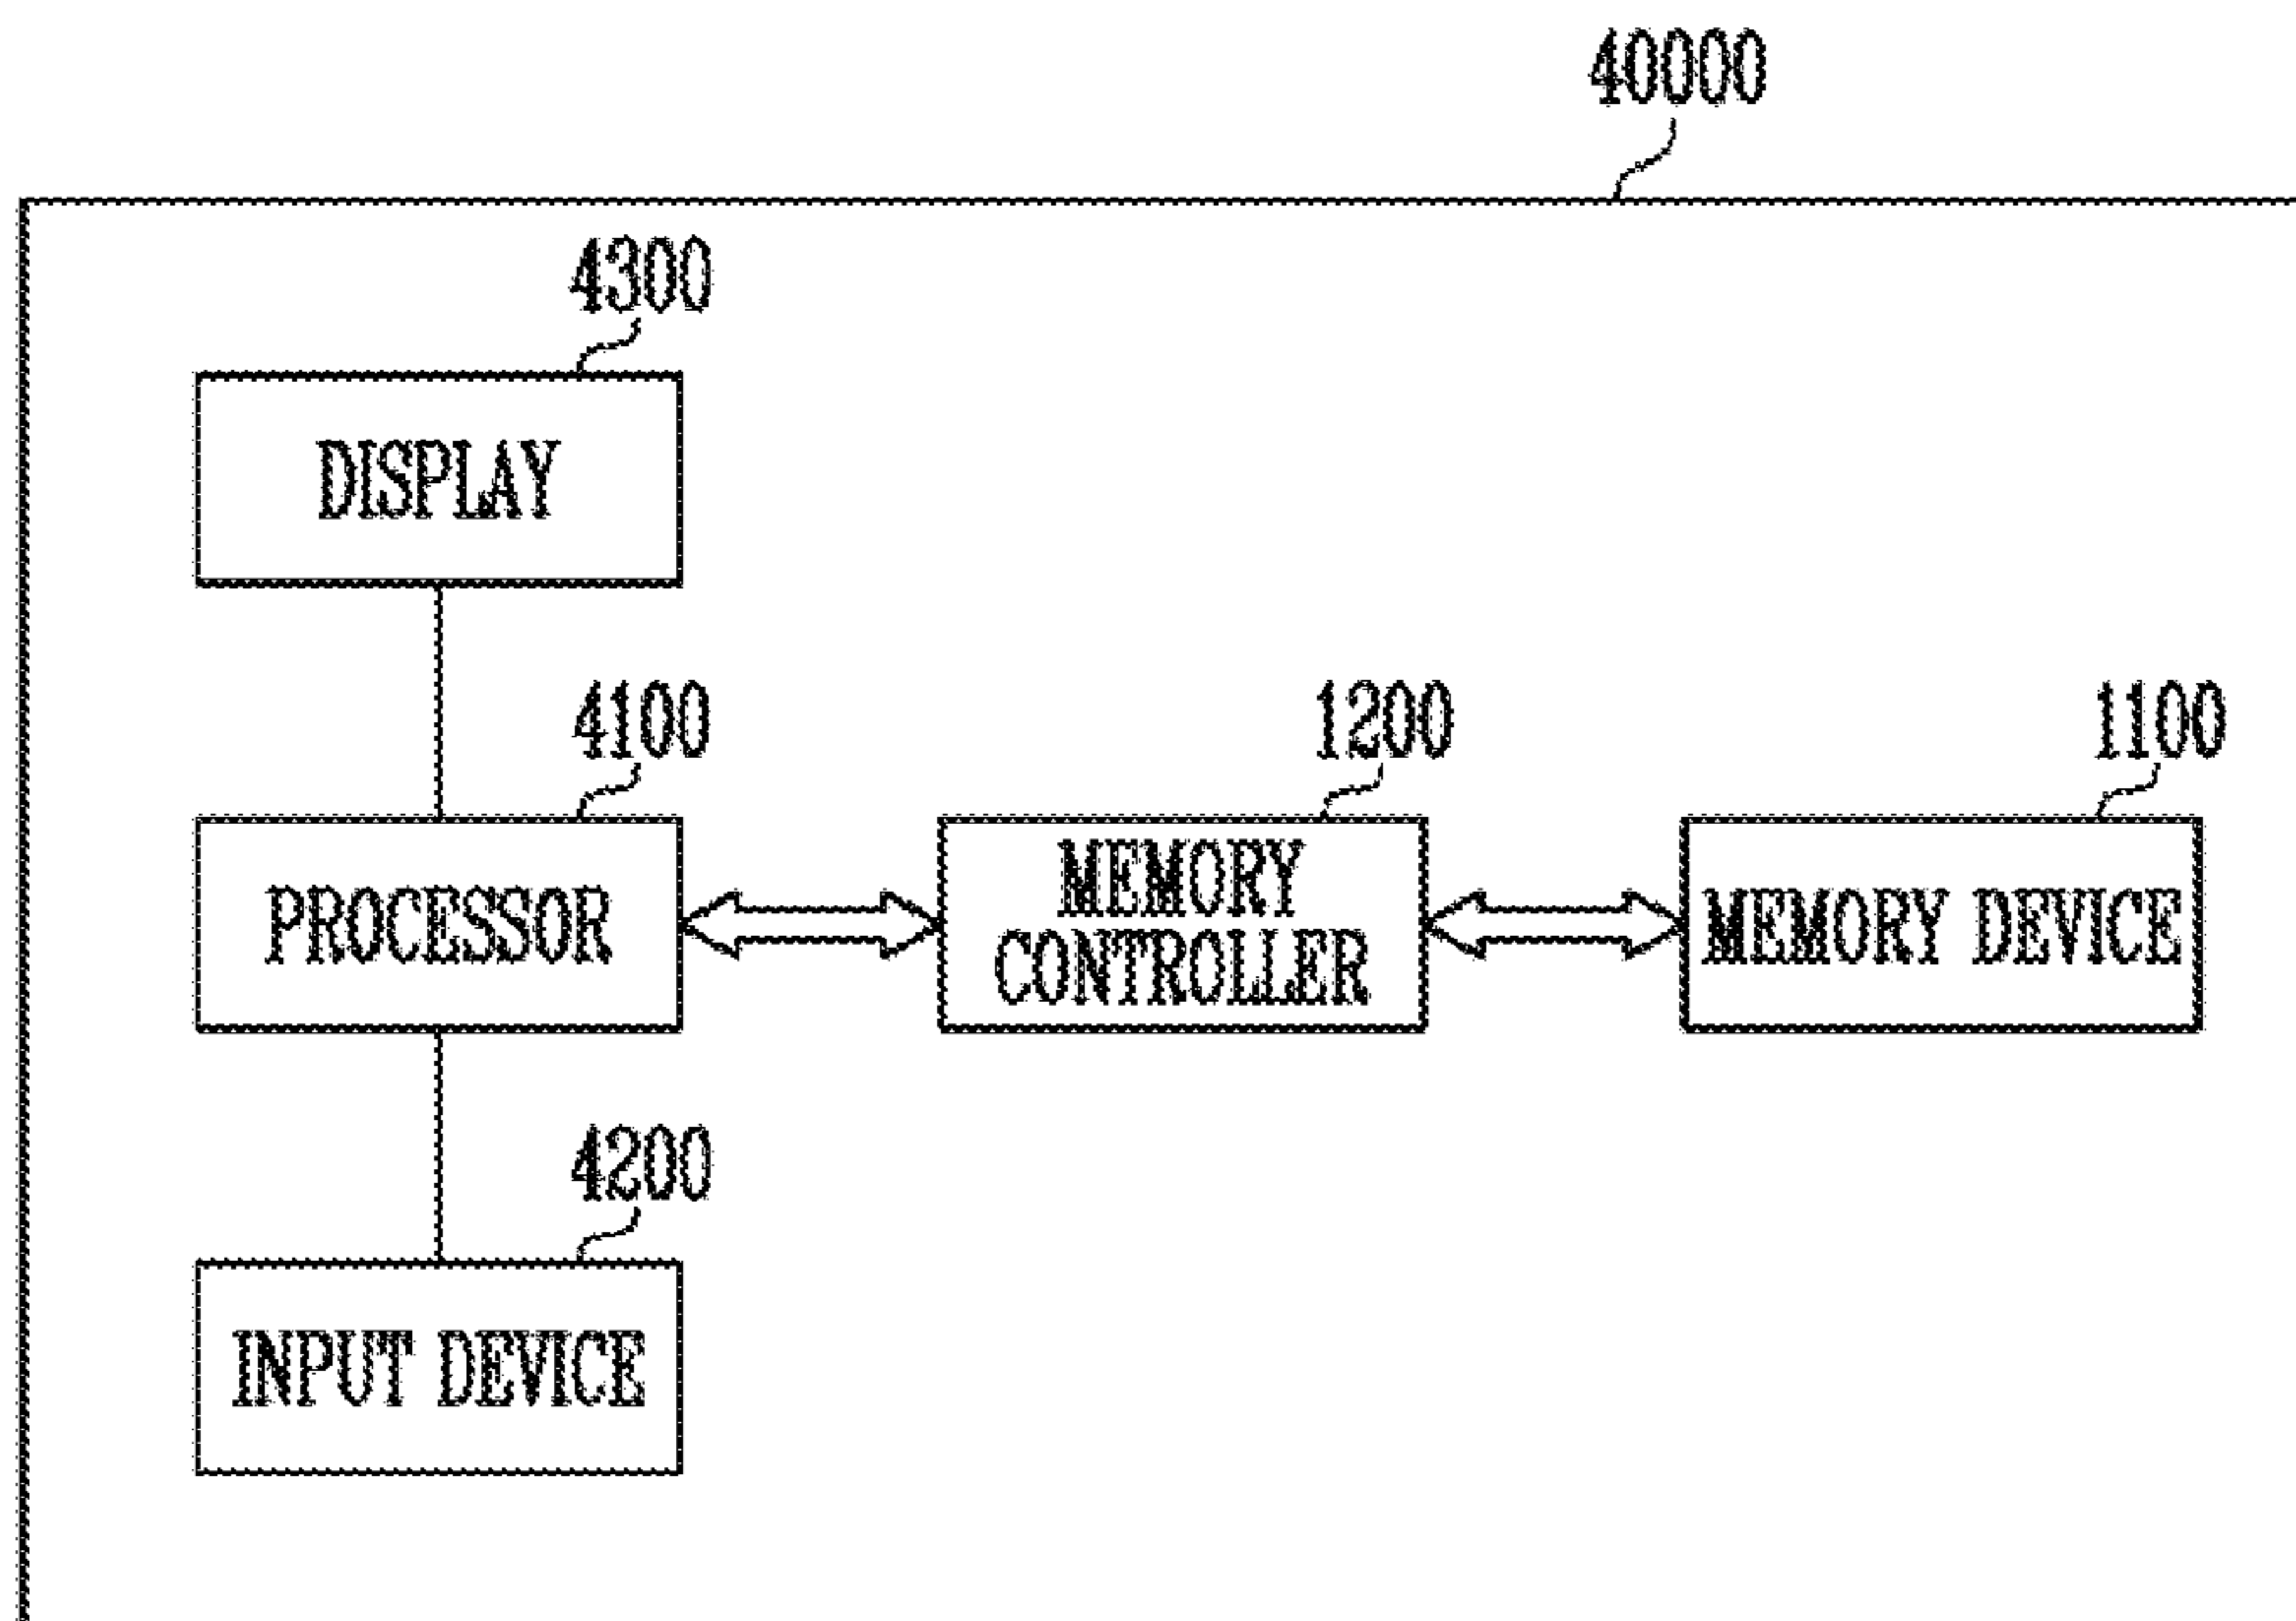 40000
4300
DISPLAY
4100
1200
1100
PROCESSOR
MEMORY
CONTROLLER
MEMORY DEVICE
4200
INPUT DEVICE